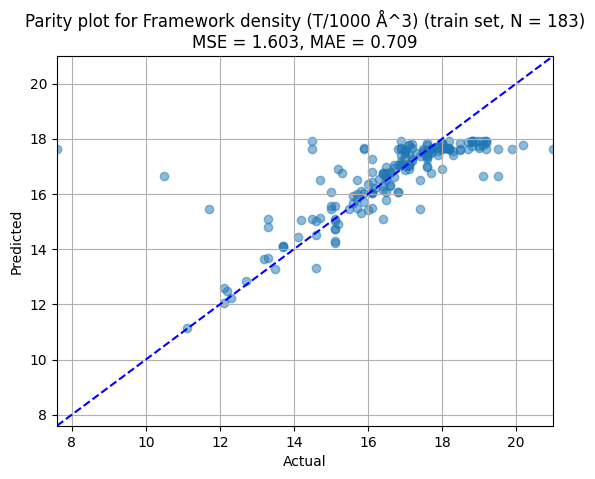 Parity plot for Framework density (T/1000 Å^3) (train set, N = 183)
MSE = 1.603, MAE = 0.709
20
18
16
14
12
10
8
Predicted
8 10 12 14 16 18 20
Actual